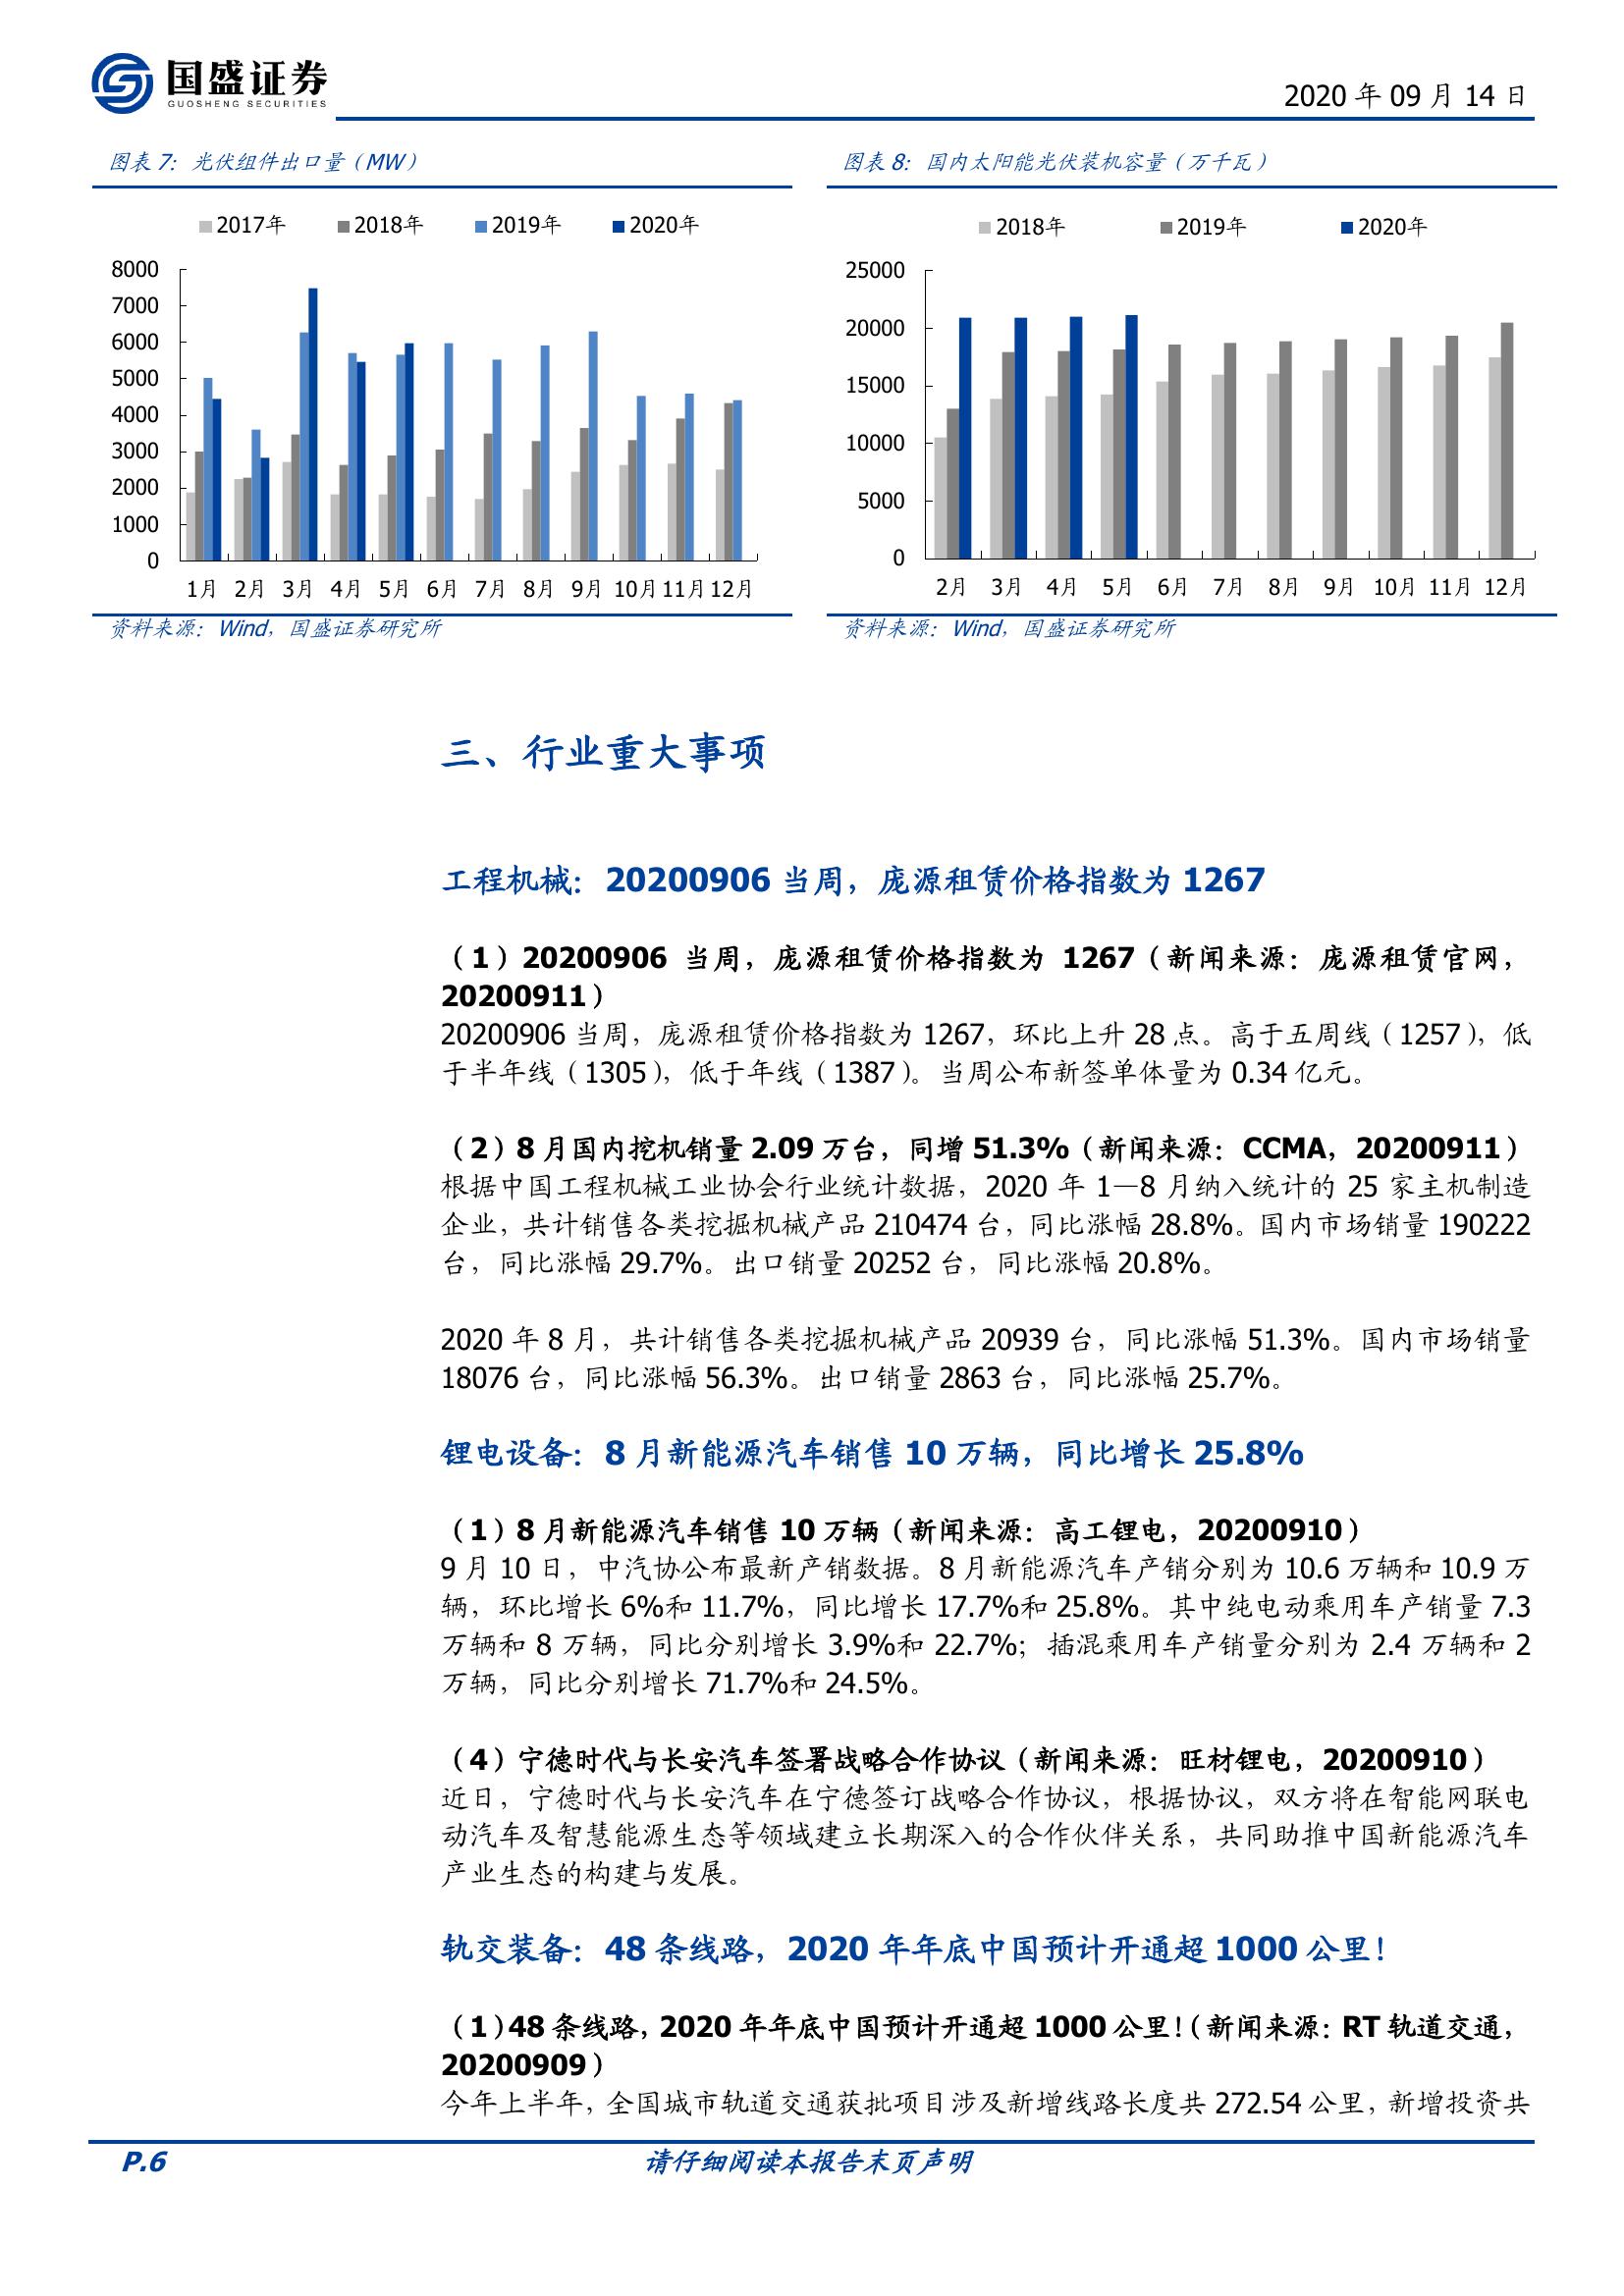 国盛证券
GUOSHENG SECURITIES
2020 年 09 月 14 日
图表 7：光伏组件出口量（MW）
2017年 2018年 2019年 2020年
8000
7000
6000
5000
4000
3000
2000
1000
0
1月 2月 3月 4月 5月 6月 7月 8月 9月 10月 11月 12月
资料来源：Wind，国盛证券研究所
图表 8：国内太阳能光伏装机容量（万千瓦）
2018年 2019年 2020年
25000
20000
15000
10000
5000
0
2月 3月 4月 5月 6月 7月 8月 9月 10月 11月 12月
资料来源：Wind，国盛证券研究所
三、行业重大事项
工程机械：20200906 当周，庞源租赁价格指数为 1267
（1）20200906 当周，庞源租赁价格指数为 1267（新闻来源：庞源租赁官网，
20200911）
20200906 当周，庞源租赁价格指数为 1267，环比上升 28 点。高于五周线（1257），低
于半年线（1305），低于年线（1387）。当周公布新签单体量为 0.34 亿元。
（2）8 月国内挖机销量 2.09 万台，同增 51.3%（新闻来源：CCMA，20200911）
根据中国工程机械工业协会行业统计数据，2020 年 1—8 月纳入统计的 25 家主机制造
企业，共计销售各类挖掘机械产品 210474 台，同比涨幅 28.8%。国内市场销量 190222
台，同比涨幅 29.7%。出口销量 20252 台，同比涨幅 20.8%。
2020 年 8 月，共计销售各类挖掘机械产品 20939 台，同比涨幅 51.3%。国内市场销量
18076 台，同比涨幅 56.3%。出口销量 2863 台，同比涨幅 25.7%。
锂电设备：8 月新能源汽车销售 10 万辆，同比增长 25.8%
（1）8 月新能源汽车销售 10 万辆（新闻来源：高工锂电，20200910）
9 月 10 日，中汽协公布最新产销数据。8 月新能源汽车产销分别为 10.6 万辆和 10.9 万
辆，环比增长 6%和 11.7%，同比增长 17.7%和 25.8%。其中纯电动乘用车产销量 7.3
万辆和 8 万辆，同比分别增长 3.9%和 22.7%；插混乘用车产销量分别为 2.4 万辆和 2
万辆，同比分别增长 71.7%和 24.5%。
（4）宁德时代与长安汽车签署战略合作协议（新闻来源：旺材锂电，20200910）
近日，宁德时代与长安汽车在宁德签订战略合作协议，根据协议，双方将在智能网联电
动汽车及智慧能源生态等领域建立长期深入的合作伙伴关系，共同助推中国新能源汽车
产业生态的构建与发展。
轨交装备：48 条线路，2020 年年底中国预计开通超 1000 公里！
（1）48 条线路，2020 年年底中国预计开通超 1000 公里！（新闻来源：RT 轨道交通，
20200909）
今年上半年，全国城市轨道交通获批项目涉及新增线路长度共 272.54 公里，新增投资共
P.6
请仔细阅读本报告末页声明